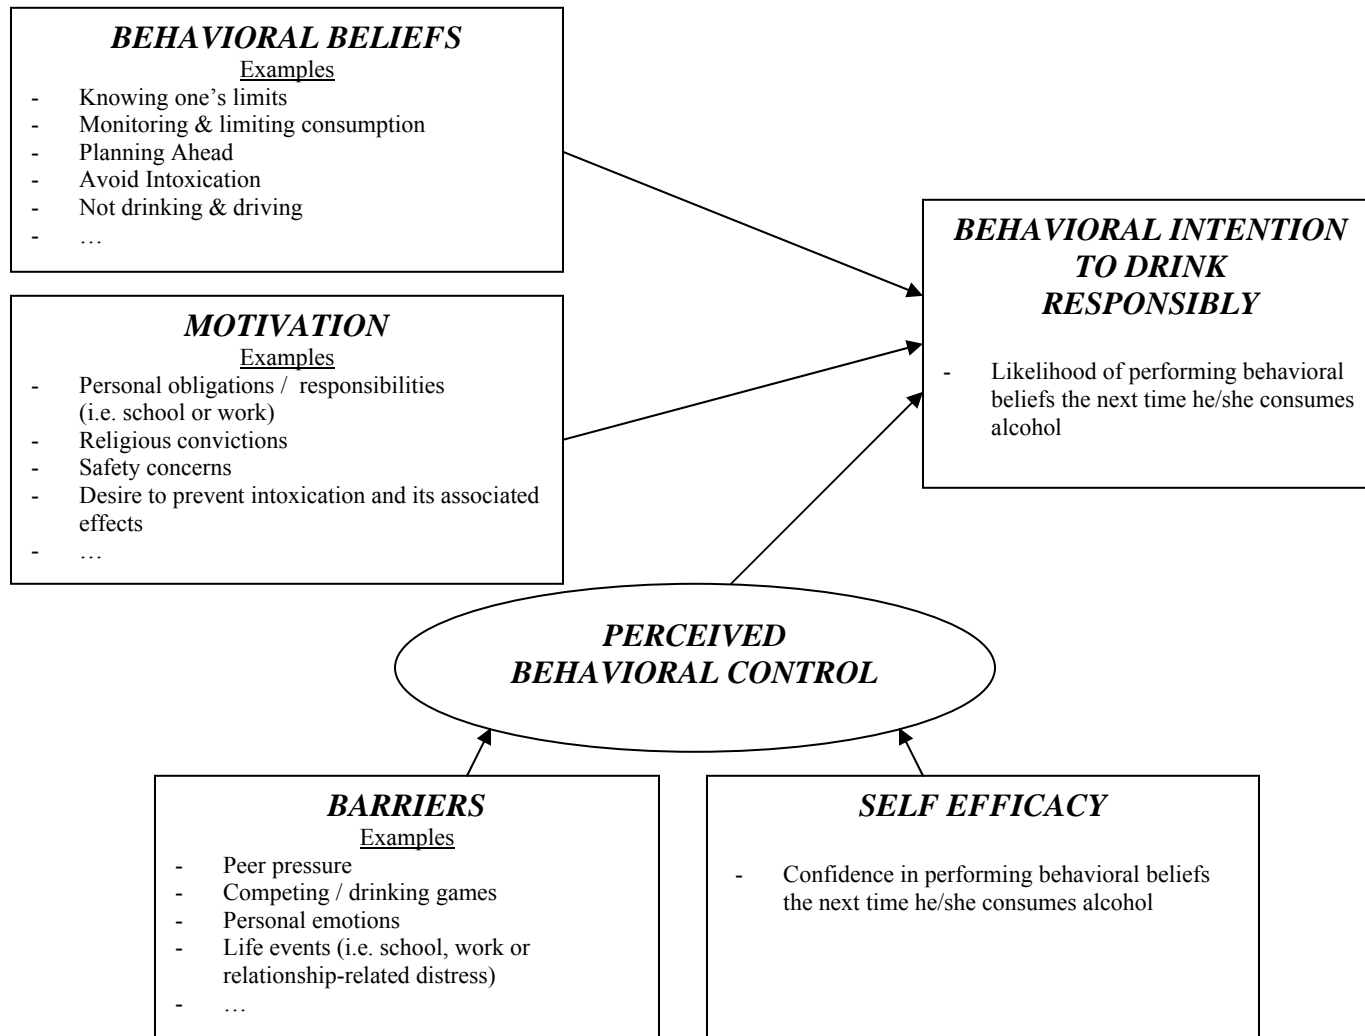 BEHAVIORAL BELIEFS
Examples
- Knowing one’s limits
- Monitoring & limiting consumption
- Planning Ahead
- Avoid Intoxication
- Not drinking & driving
- …
MOTIVATION
Examples
- Personal obligations / responsibilities
(i.e. school or work)
- Religious convictions
- Safety concerns
- Desire to prevent intoxication and its associated
effects
- …
BEHAVIORAL INTENTION
TO DRINK
RESPONSIBLY
- Likelihood of performing behavioral
beliefs the next time he/she consumes
alcohol
PERCEIVED
BEHAVIORAL CONTROL
BARRIERS
Examples
- Peer pressure
- Competing / drinking games
- Personal emotions
- Life events (i.e. school, work or
relationship-related distress)
- …
SELF EFFICACY
- Confidence in performing behavioral beliefs
the next time he/she consumes alcohol